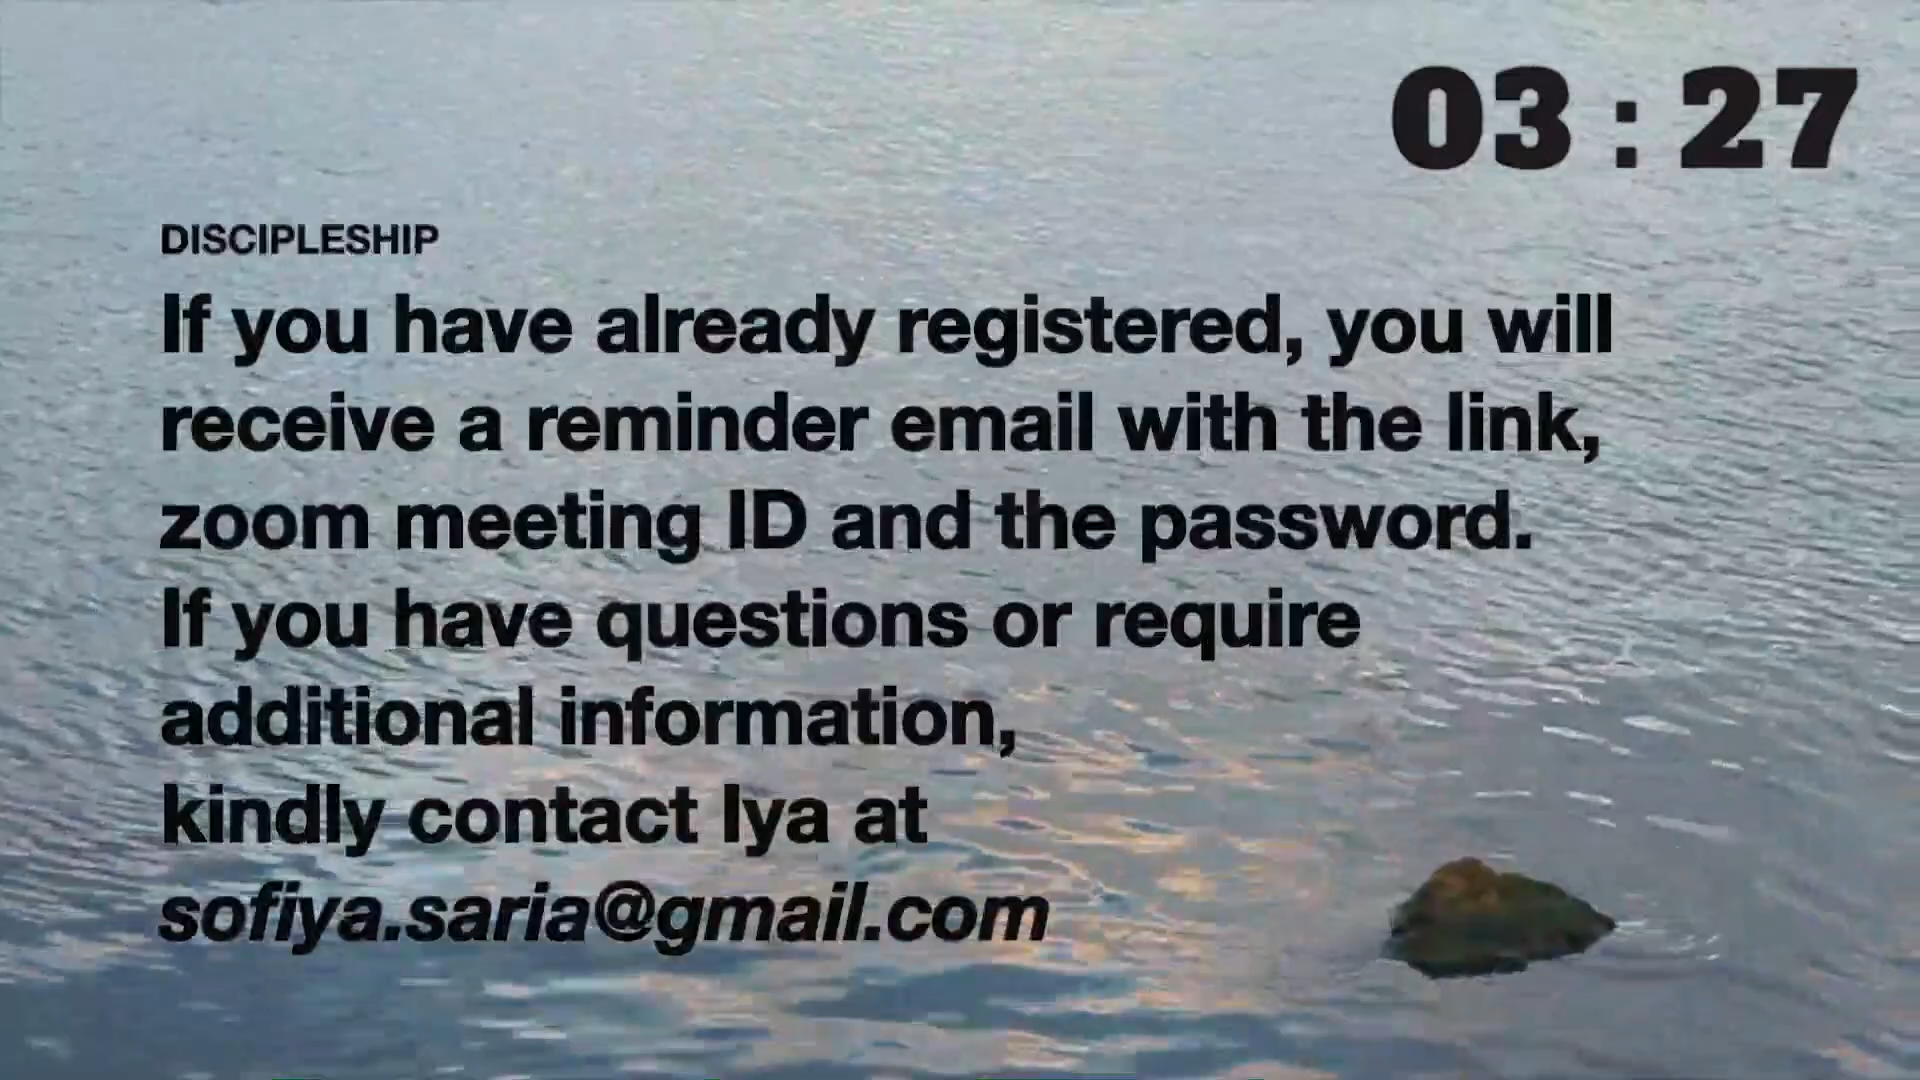 03 : 27
DISCIPLESHIP
If you have already registered, you will
receive a reminder email with the link,
zoom meeting ID and the password.
If you have questions or require
additional information,
kindly contact Iya at
sofiya.saria@gmail.com